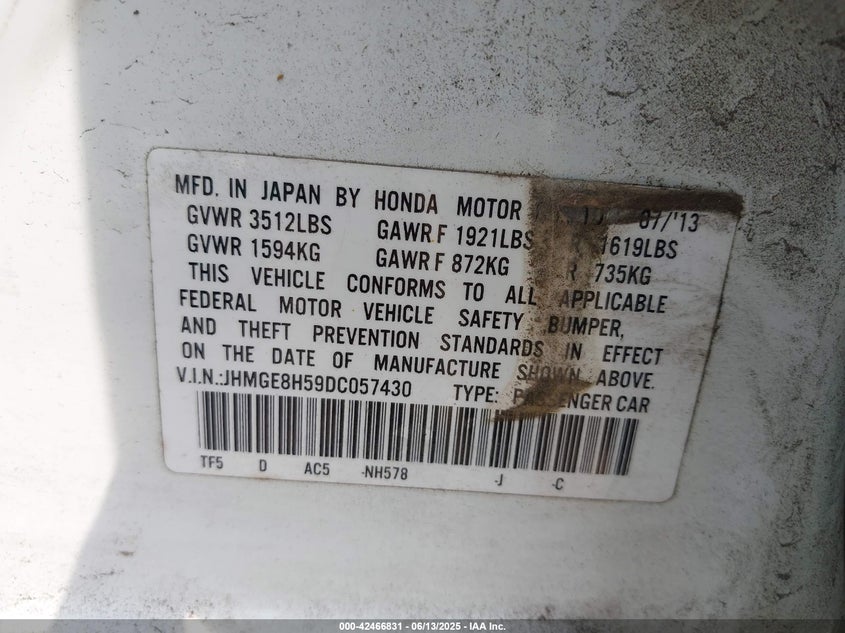 MFD. IN JAPAN BY HONDA MOTOR 07/'13
GVWR 3512LBS GAWR F 1921LBS R 1619LBS
GVWR 1594KG GAWR F 872KG R 735KG
THIS VEHICLE CONFORMS TO ALL APPLICABLE
FEDERAL MOTOR VEHICLE SAFETY, BUMPER,
AND THEFT PREVENTION STANDARDS IN EFFECT
ON THE DATE OF MANUFACTURE SHOWN ABOVE.
V.I.N.:JHMGE8H59DC057430 TYPE: PASSENGER CAR
TF5 D AC5 -NH578 -J -C
000-42466831 - 06/13/2025 - IAA Inc.